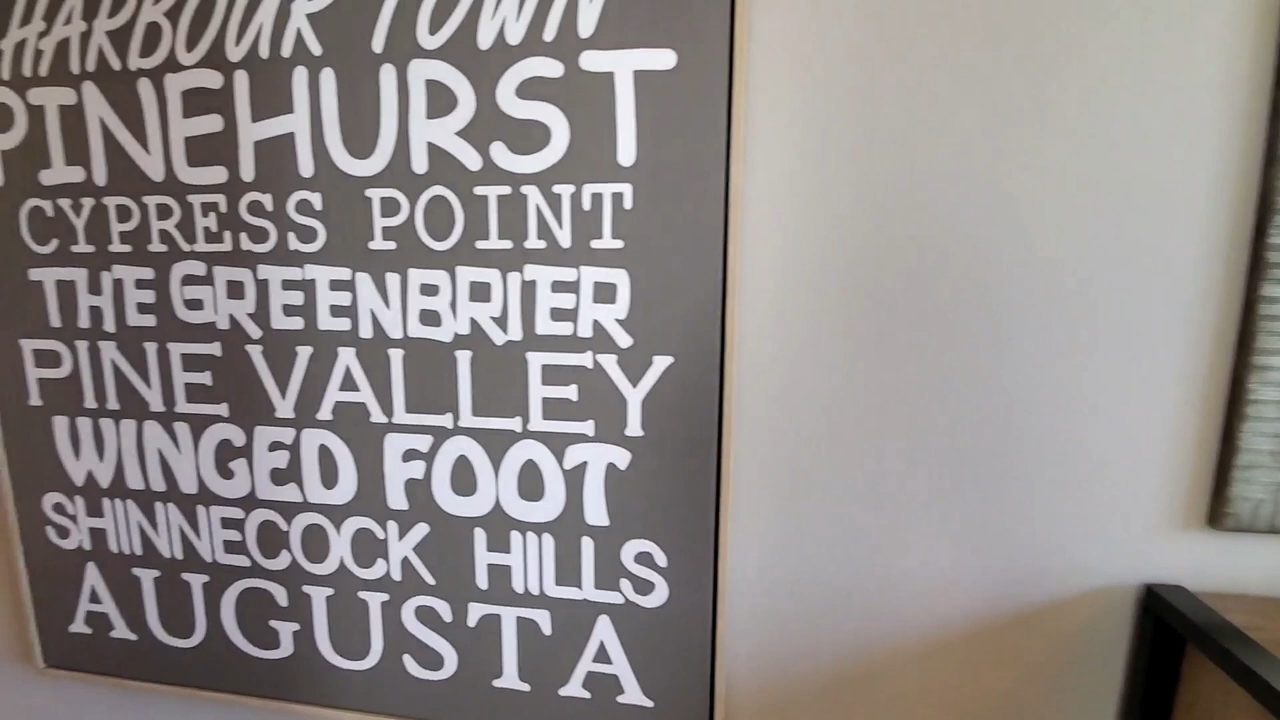 HARBOUR TOWN
PINEHURST
CYPRESS POINT
THE GREENBRIER
PINE VALLEY
WINGED FOOT
SHINNECOCK HILLS
AUGUSTA